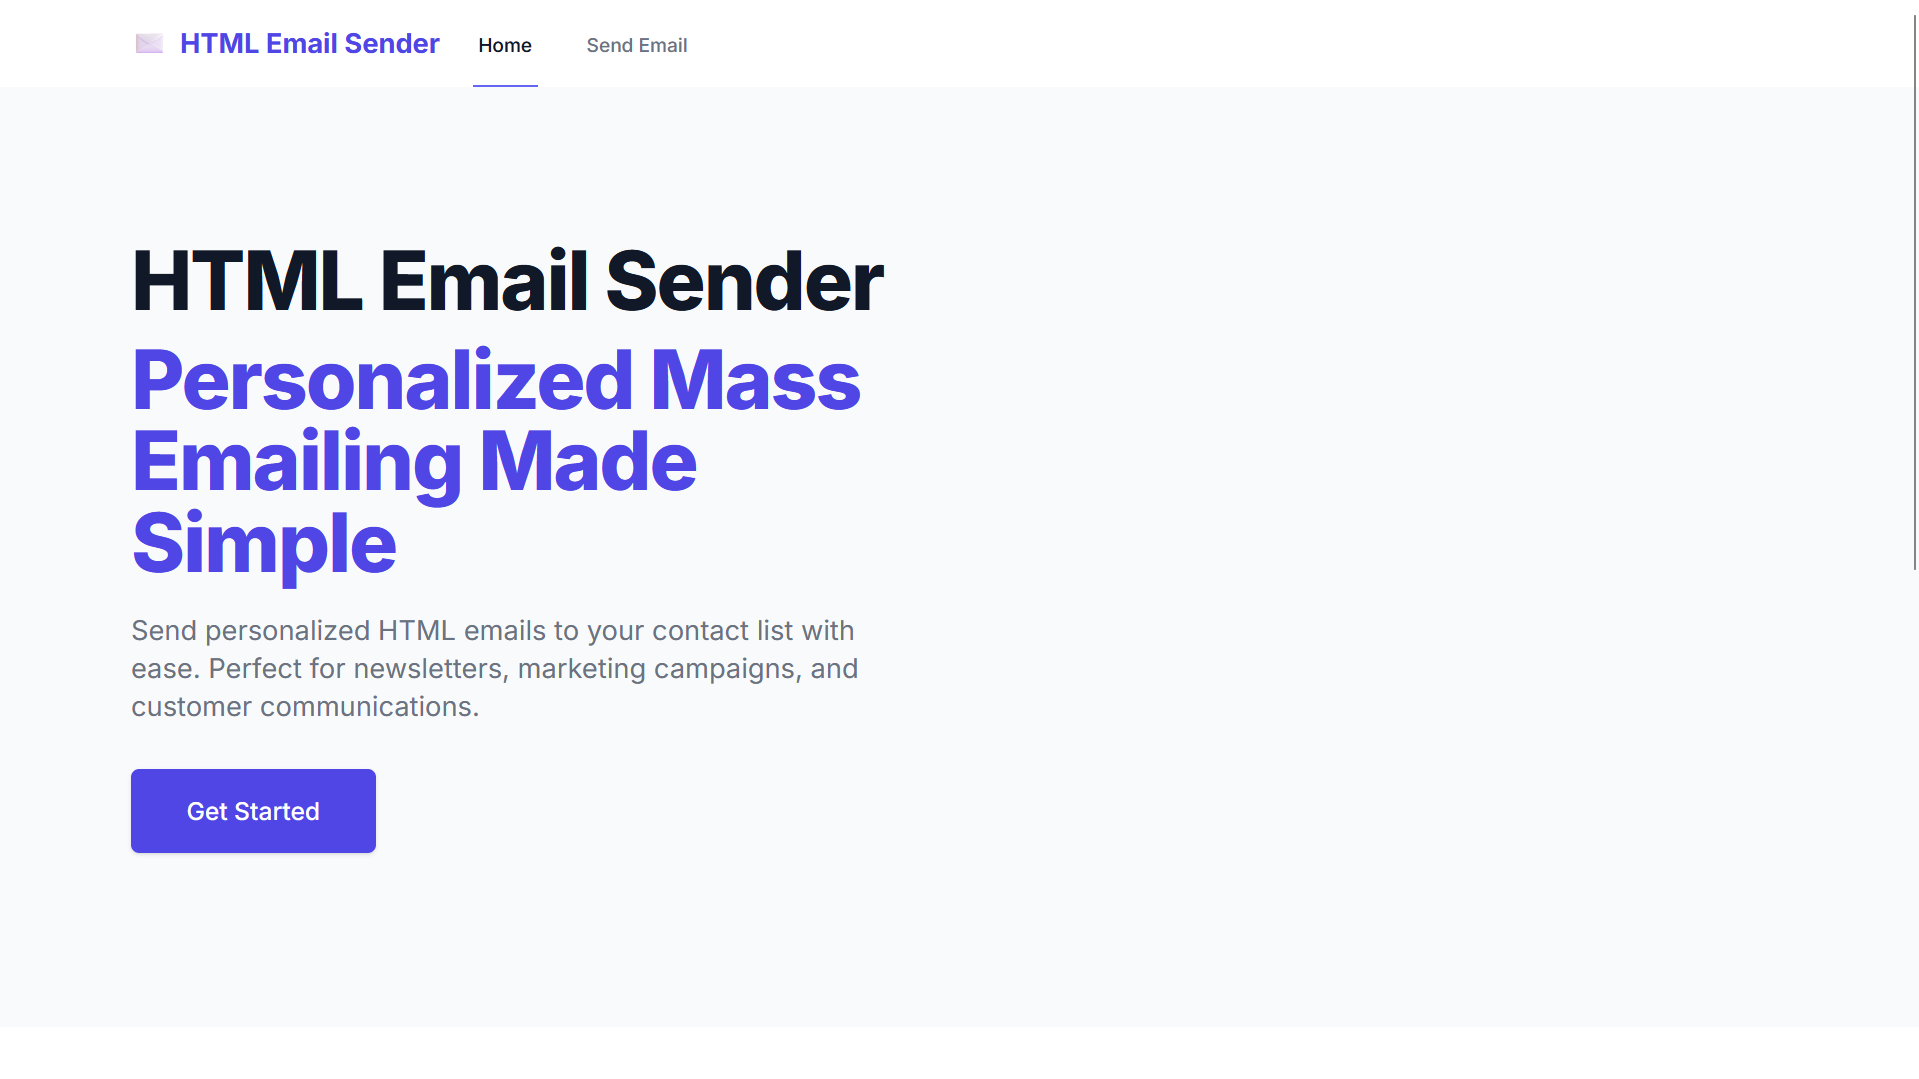 HTML Email Sender
Home
Send Email
HTML Email Sender
Personalized Mass
Emailing Made
Simple
Send personalized HTML emails to your contact list with
ease. Perfect for newsletters, marketing campaigns, and
customer communications.
Get Started